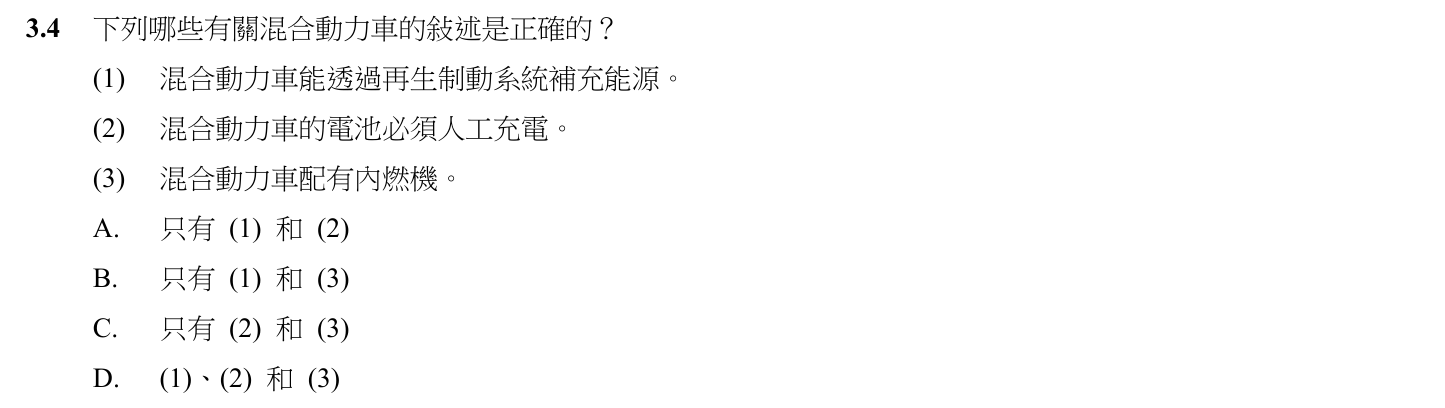 3.4 下列哪些有關混合動力車的敍述是正確的？
(1) 混合動力車能透過再生制動系統補充能源。
(2) 混合動力車的電池必須人工充電。
(3) 混合動力車配有內燃機。
A. 只有 (1) 和 (2)
B. 只有 (1) 和 (3)
C. 只有 (2) 和 (3)
D. (1)、(2) 和 (3)